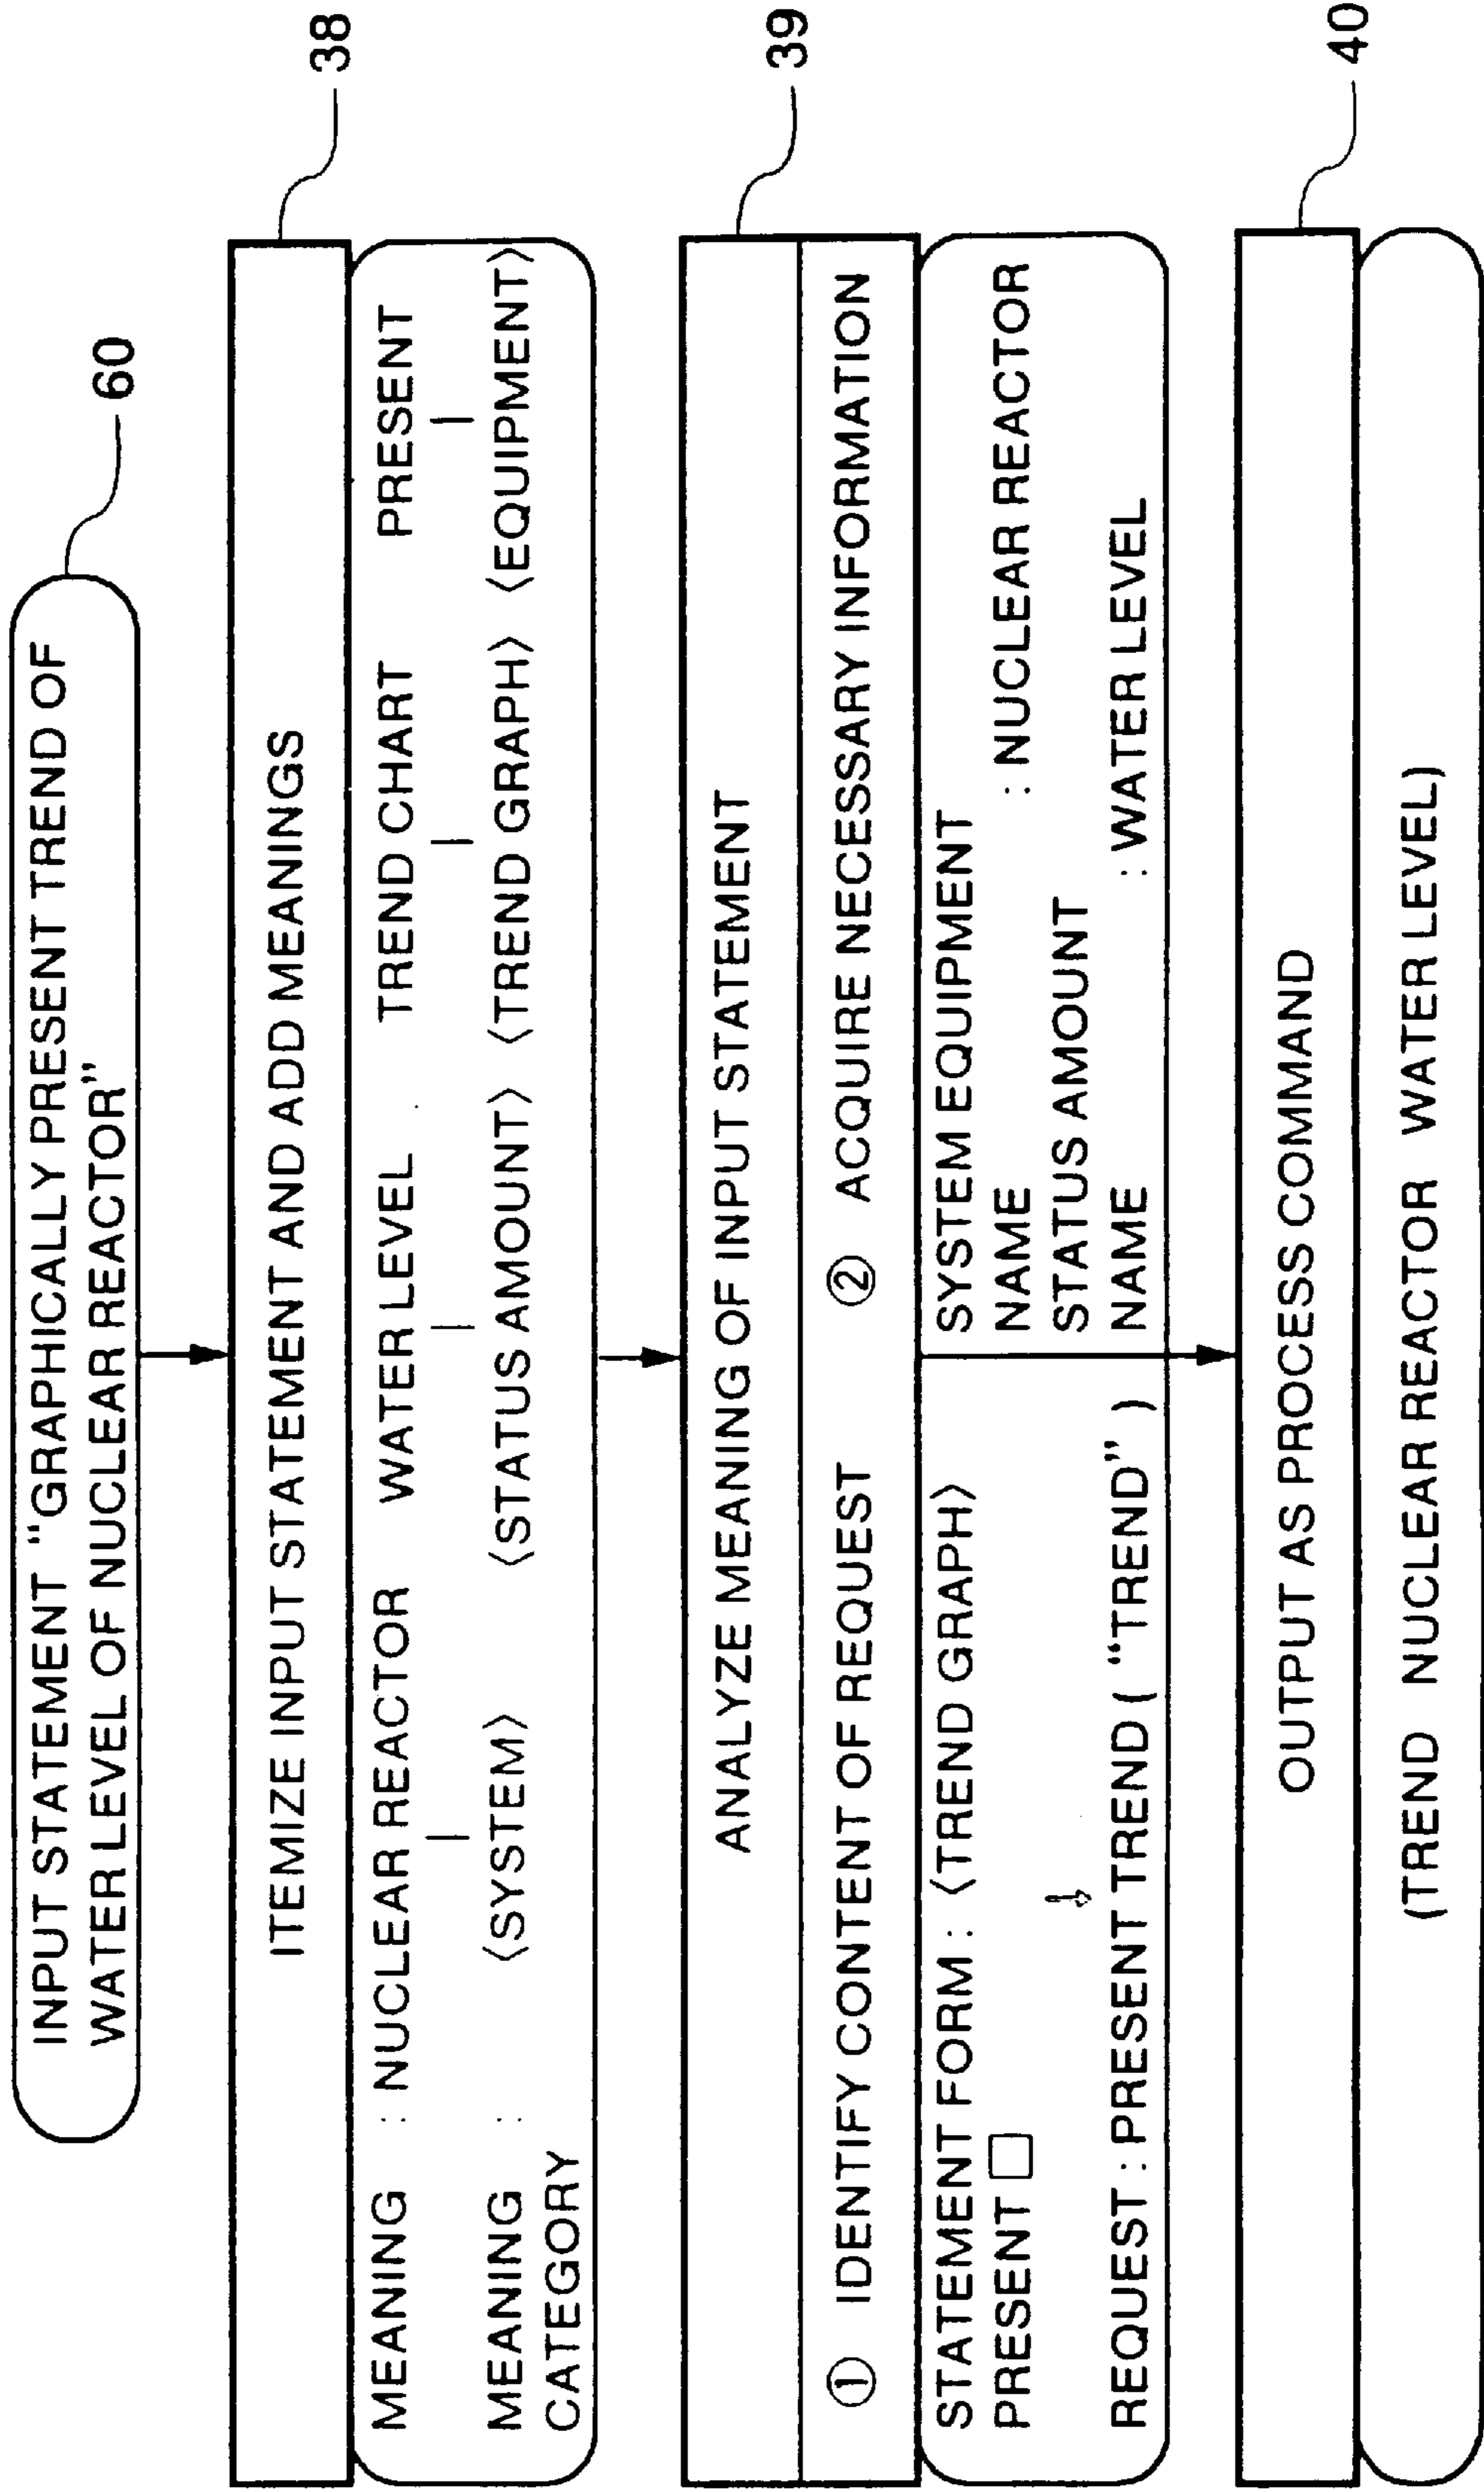 INPUT STATEMENT "GRAPHICALLY PRESENT TREND OF
WATER LEVEL OF NUCLEAR REACTOR"
60
38
ITEMIZE INPUT STATEMENT AND ADD MEANINGS
MEANING : NUCLEAR REACTOR WATER LEVEL TREND CHART PRESENT
MEANING : 〈SYSTEM〉 〈STATUS AMOUNT〉 〈TREND GRAPH〉 〈EQUIPMENT〉
CATEGORY
39
ANALYZE MEANING OF INPUT STATEMENT
① IDENTIFY CONTENT OF REQUEST ② ACQUIRE NECESSARY INFORMATION
STATEMENT FORM : 〈TREND GRAPH〉
PRESENT □
↓
REQUEST : PRESENT TREND ( "TREND" )
SYSTEM EQUIPMENT
NAME : NUCLEAR REACTOR
STATUS AMOUNT
NAME : WATER LEVEL
40
OUTPUT AS PROCESS COMMAND
(TREND NUCLEAR REACTOR WATER LEVEL)